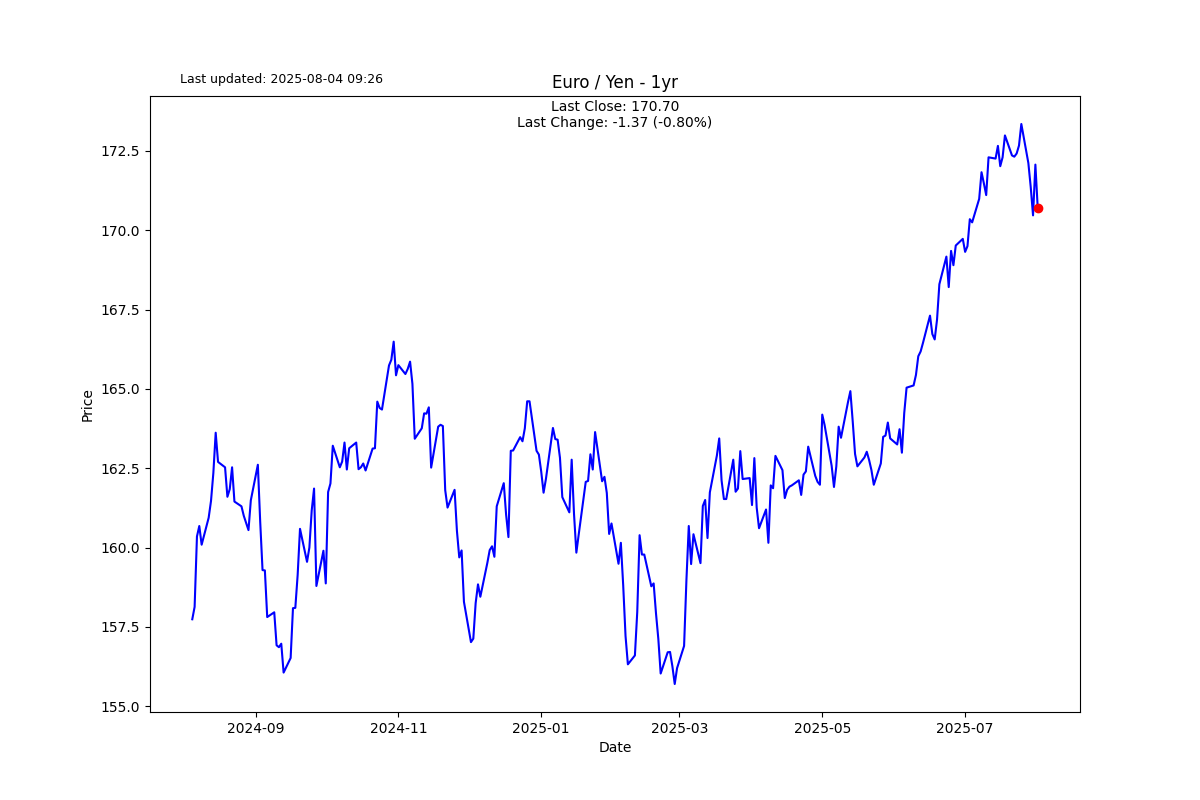 Last updated: 2025-08-04 09:26
Euro / Yen - 1yr
Last Close: 170.70
Last Change: -1.37 (-0.80%)
172.5
170.0
167.5
165.0
162.5
160.0
157.5
155.0
Price
2024-09
2024-11
2025-01
2025-03
2025-05
2025-07
Date